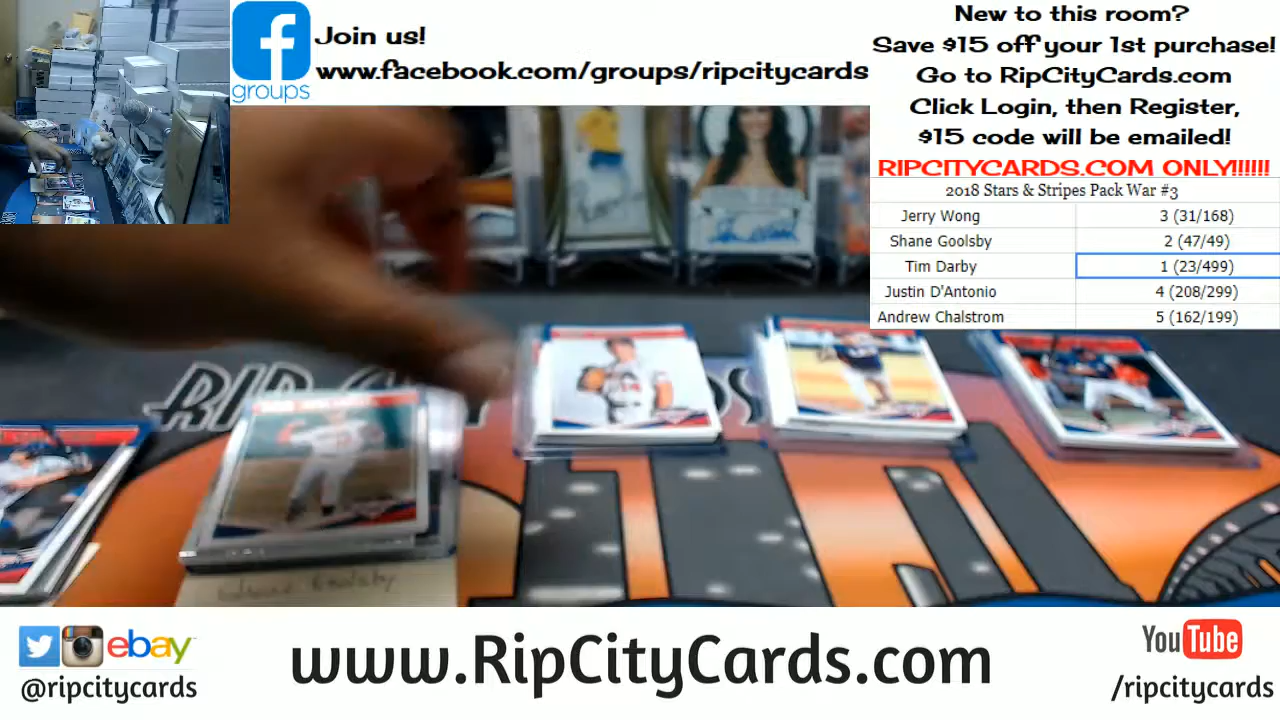 Join us!
www.facebook.com/groups/ripcitycards
groups
New to this room?
Save $15 off your 1st purchase!
Go to RipCityCards.com
Click Login, then Register,
$15 code will be emailed!
RIPCITYCARDS.COM ONLY!!!!!!
2018 Stars & Stripes Pack War #3
Jerry Wong 3 (31/168)
Shane Goolsby 2 (47/49)
Tim Darby 1 (23/499)
Justin D'Antonio 4 (208/299)
Andrew Chalstrom 5 (162/199)
RIP
Goolsby
ebay
@ripcitycards
www.RipCityCards.com
YouTube
/ripcitycards